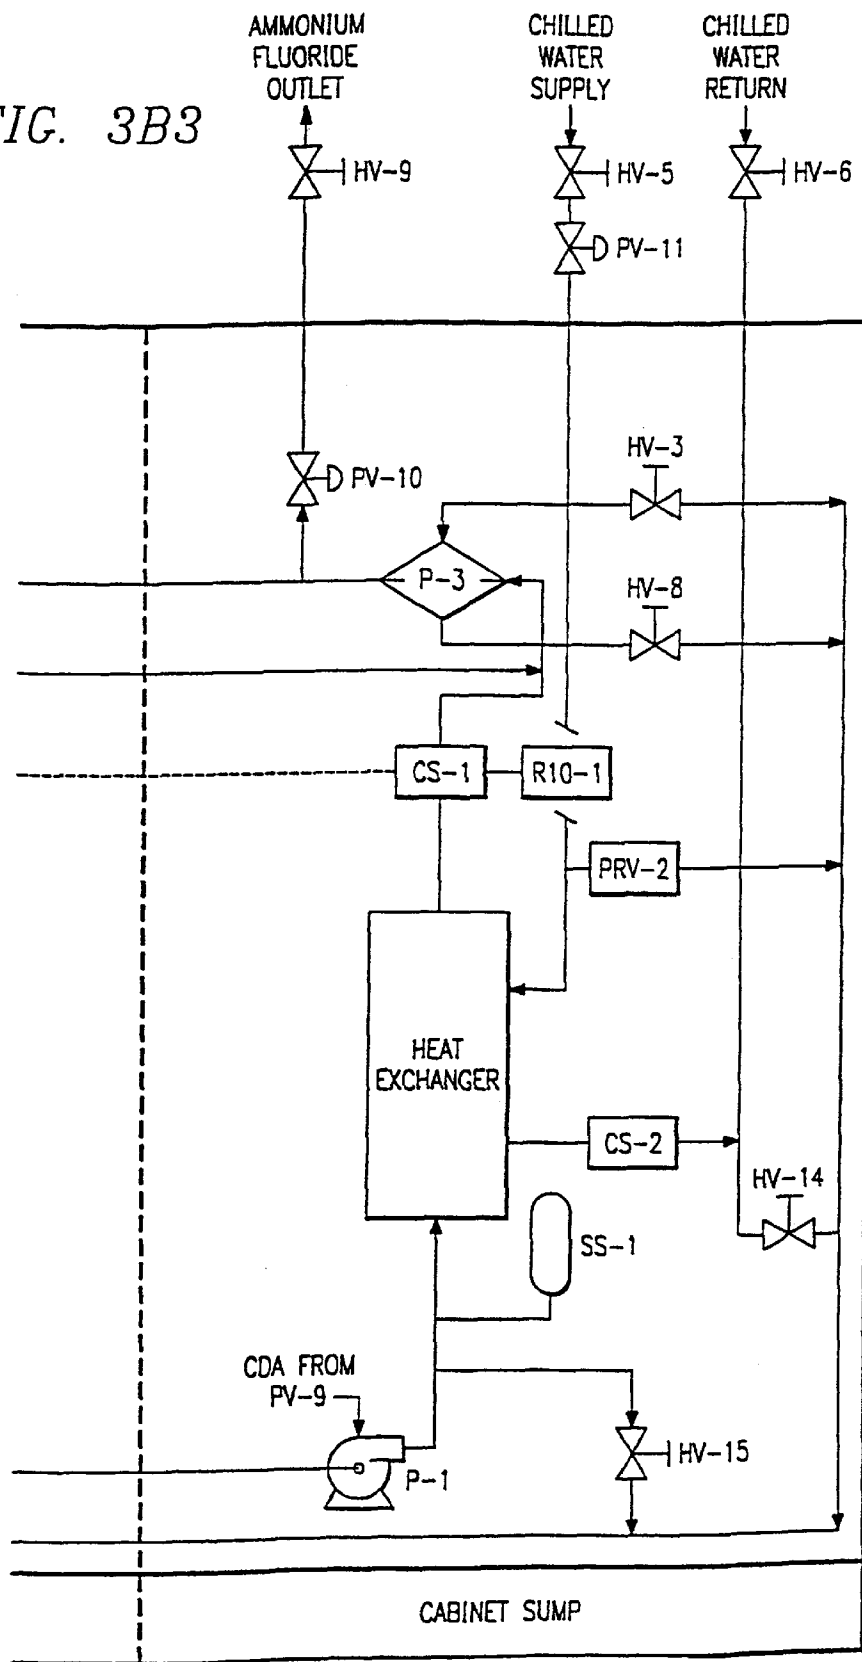 AMMONIUM
FLUORIDE
OUTLET
CHILLED
WATER
SUPPLY
CHILLED
WATER
RETURN
FIG. 3B3
HV-9
HV-5
HV-6
PV-11
HV-3
PV-10
P-3
HV-8
CS-1
R10-1
PRV-2
HEAT
EXCHANGER
CS-2
HV-14
SS-1
CDA FROM
PV-9
P-1
HV-15
CABINET SUMP